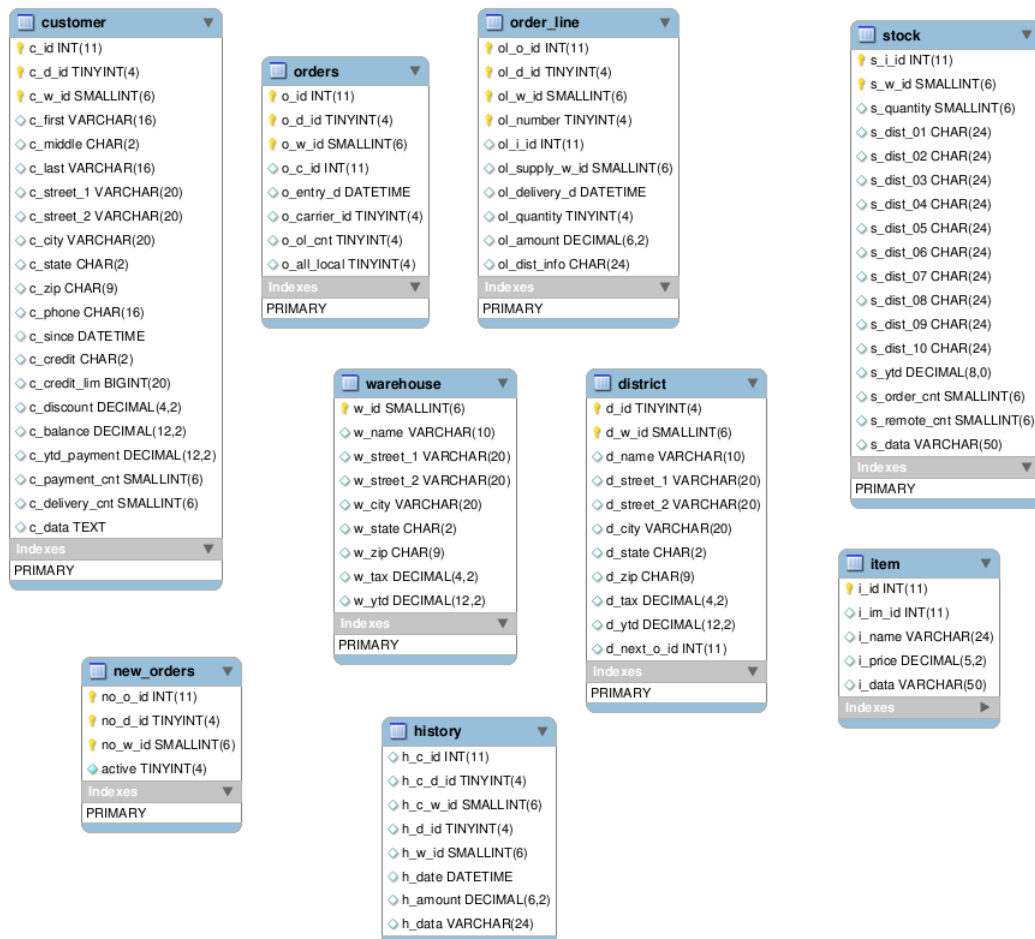 customer
c_id INT(11)
c_d_id TINYINT(4)
c_w_id SMALLINT(6)
c_first VARCHAR(16)
c_middle CHAR(2)
c_last VARCHAR(16)
c_street_1 VARCHAR(20)
c_street_2 VARCHAR(20)
c_city VARCHAR(20)
c_state CHAR(2)
c_zip CHAR(9)
c_phone CHAR(16)
c_since DATETIME
c_credit CHAR(2)
c_credit_lim BIGINT(20)
c_discount DECIMAL(4,2)
c_balance DECIMAL(12,2)
c_ytd_payment DECIMAL(12,2)
c_payment_cnt SMALLINT(6)
c_delivery_cnt SMALLINT(6)
c_data TEXT
Indexes
PRIMARY
orders
o_id INT(11)
o_d_id TINYINT(4)
o_w_id SMALLINT(6)
o_c_id INT(11)
o_entry_d DATETIME
o_carrier_id TINYINT(4)
o_ol_cnt TINYINT(4)
o_all_local TINYINT(4)
Indexes
PRIMARY
order_line
ol_o_id INT(11)
ol_d_id TINYINT(4)
ol_w_id SMALLINT(6)
ol_number TINYINT(4)
ol_i_id INT(11)
ol_supply_w_id SMALLINT(6)
ol_delivery_d DATETIME
ol_quantity TINYINT(4)
ol_amount DECIMAL(6,2)
ol_dist_info CHAR(24)
Indexes
PRIMARY
stock
s_i_id INT(11)
s_w_id SMALLINT(6)
s_quantity SMALLINT(6)
s_dist_01 CHAR(24)
s_dist_02 CHAR(24)
s_dist_03 CHAR(24)
s_dist_04 CHAR(24)
s_dist_05 CHAR(24)
s_dist_06 CHAR(24)
s_dist_07 CHAR(24)
s_dist_08 CHAR(24)
s_dist_09 CHAR(24)
s_dist_10 CHAR(24)
s_ytd DECIMAL(8,0)
s_order_cnt SMALLINT(6)
s_remote_cnt SMALLINT(6)
s_data VARCHAR(50)
Indexes
PRIMARY
warehouse
w_id SMALLINT(6)
w_name VARCHAR(10)
w_street_1 VARCHAR(20)
w_street_2 VARCHAR(20)
w_city VARCHAR(20)
w_state CHAR(2)
w_zip CHAR(9)
w_tax DECIMAL(4,2)
w_ytd DECIMAL(12,2)
Indexes
PRIMARY
district
d_id TINYINT(4)
d_w_id SMALLINT(6)
d_name VARCHAR(10)
d_street_1 VARCHAR(20)
d_street_2 VARCHAR(20)
d_city VARCHAR(20)
d_state CHAR(2)
d_zip CHAR(9)
d_tax DECIMAL(4,2)
d_ytd DECIMAL(12,2)
d_next_o_id INT(11)
Indexes
PRIMARY
item
i_id INT(11)
i_im_id INT(11)
i_name VARCHAR(24)
i_price DECIMAL(5,2)
i_data VARCHAR(50)
Indexes
new_orders
no_o_id INT(11)
no_d_id TINYINT(4)
no_w_id SMALLINT(6)
active TINYINT(4)
Indexes
PRIMARY
history
h_c_id INT(11)
h_c_d_id TINYINT(4)
h_c_w_id SMALLINT(6)
h_d_id TINYINT(4)
h_w_id SMALLINT(6)
h_date DATETIME
h_amount DECIMAL(6,2)
h_data VARCHAR(24)